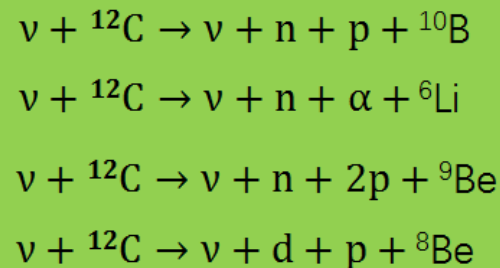 ν + ¹²C → ν + n + p + ¹⁰B
ν + ¹²C → ν + n + α + ⁶Li
ν + ¹²C → ν + n + 2p + ⁹Be
ν + ¹²C → ν + d + p + ⁸Be